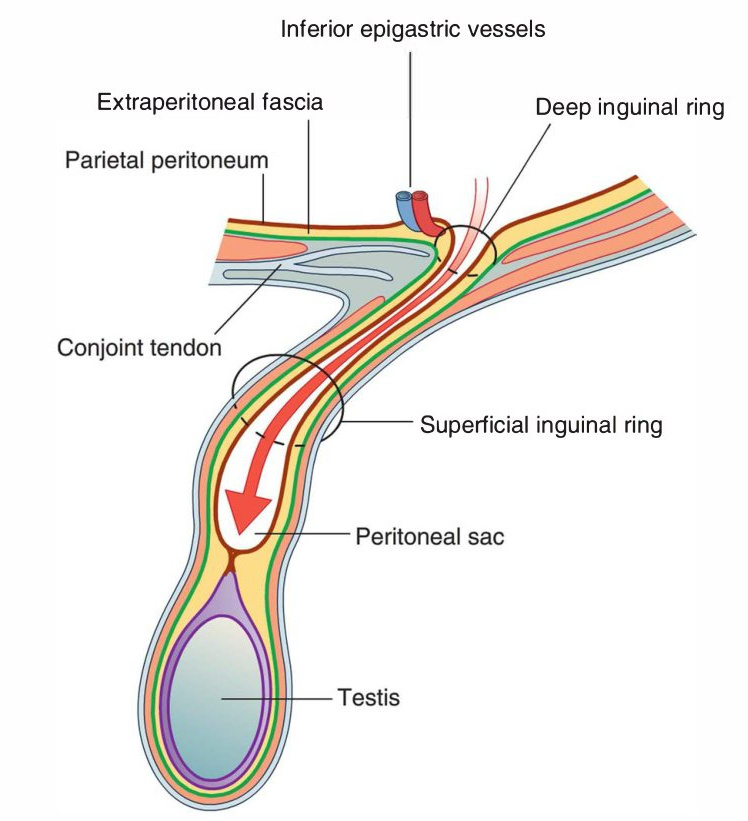 Inferior epigastric vessels
Extraperitoneal fascia
Deep inguinal ring
Parietal peritoneum
Conjoint tendon
Superficial inguinal ring
Peritoneal sac
Testis